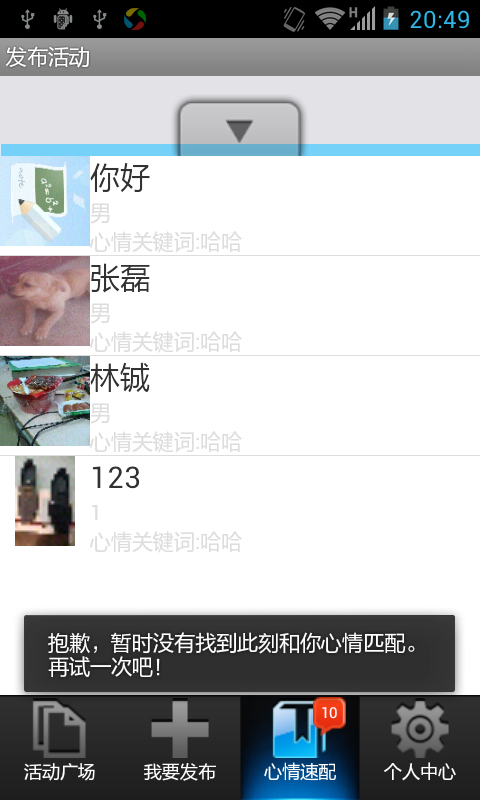 H
20:49
发布活动
你好
男
心情关键词:哈哈
张磊
男
心情关键词:哈哈
林铖
男
心情关键词:哈哈
123
1
心情关键词:哈哈
抱歉，暂时没有找到此刻和你心情匹配。
再试一次吧！
10
活动广场
我要发布
心情速配
个人中心